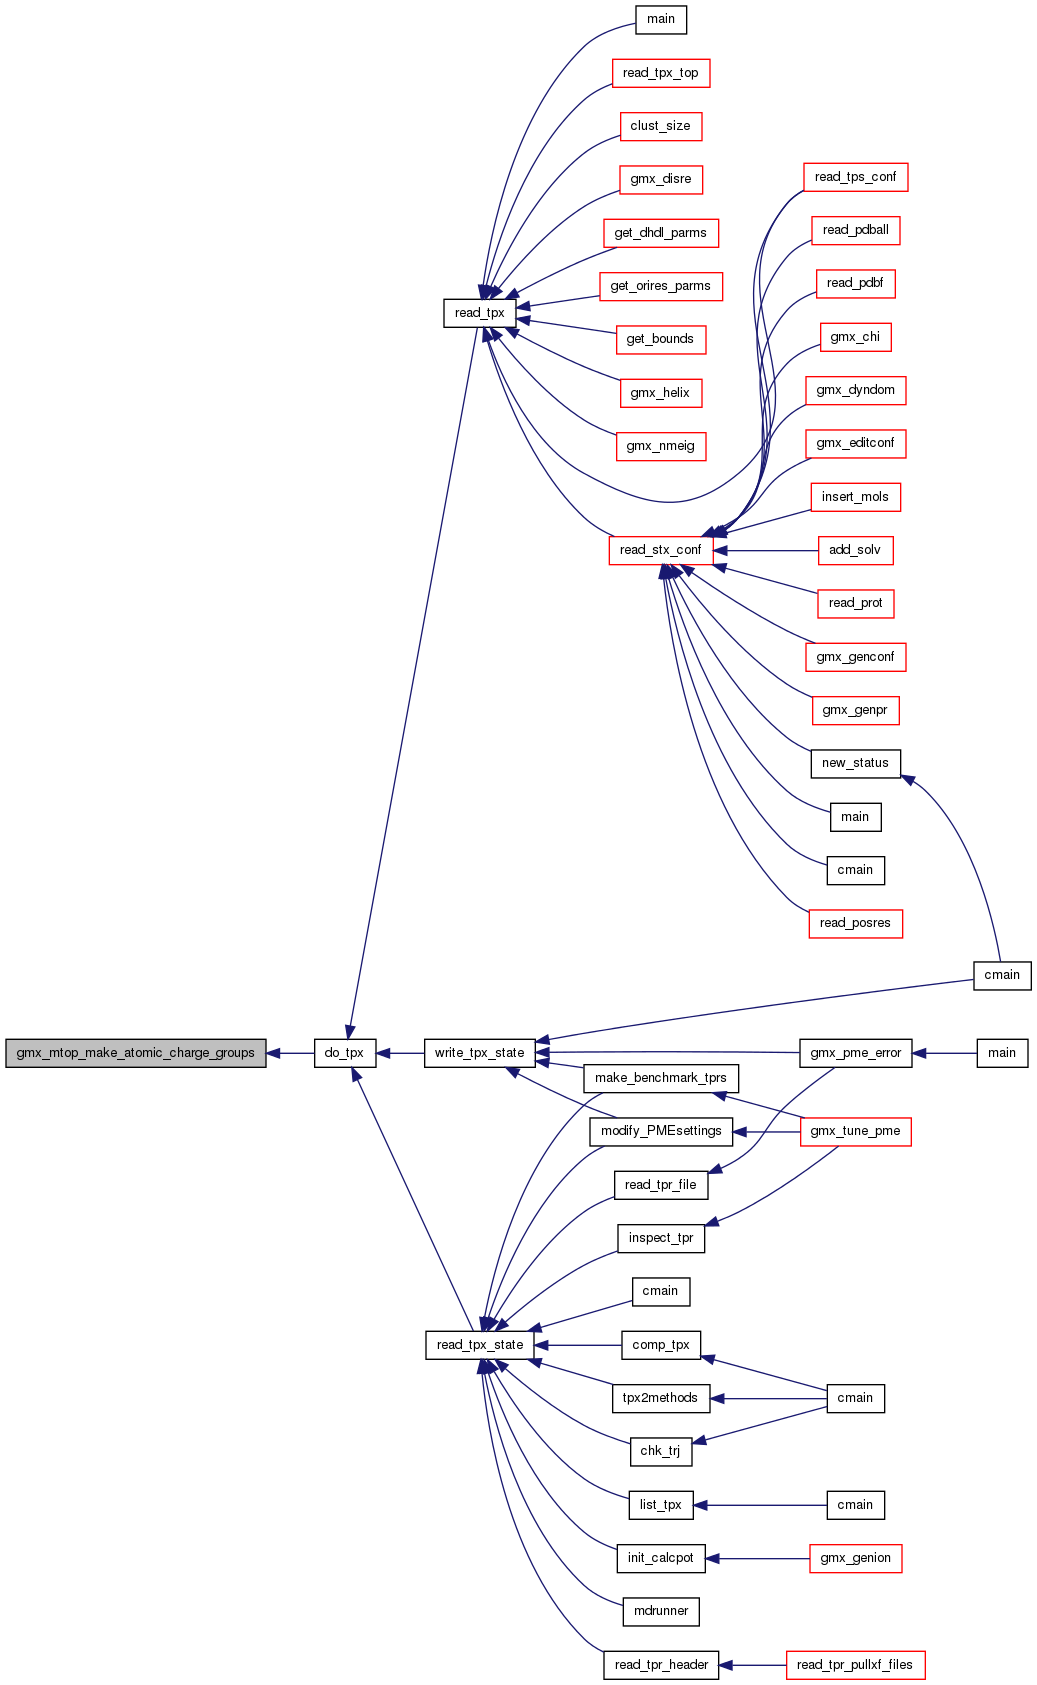 main
read_tpx_top
clust_size
gmx_disre
read_tps_conf
get_dhdl_parms
read_pdball
get_orires_parms
read_pdbf
read_tpx
get_bounds
gmx_chi
gmx_helix
gmx_dyndom
gmx_nmeig
gmx_editconf
insert_mols
read_stx_conf
add_solv
read_prot
gmx_genconf
gmx_genpr
new_status
main
cmain
read_posres
cmain
gmx_mtop_make_atomic_charge_groups
do_tpx
write_tpx_state
gmx_pme_error
main
make_benchmark_tprs
modify_PMEsettings
gmx_tune_pme
read_tpr_file
inspect_tpr
cmain
read_tpx_state
comp_tpx
tpx2methods
cmain
chk_trj
list_tpx
cmain
init_calcpot
gmx_genion
mdrunner
read_tpr_header
read_tpr_pullxf_files